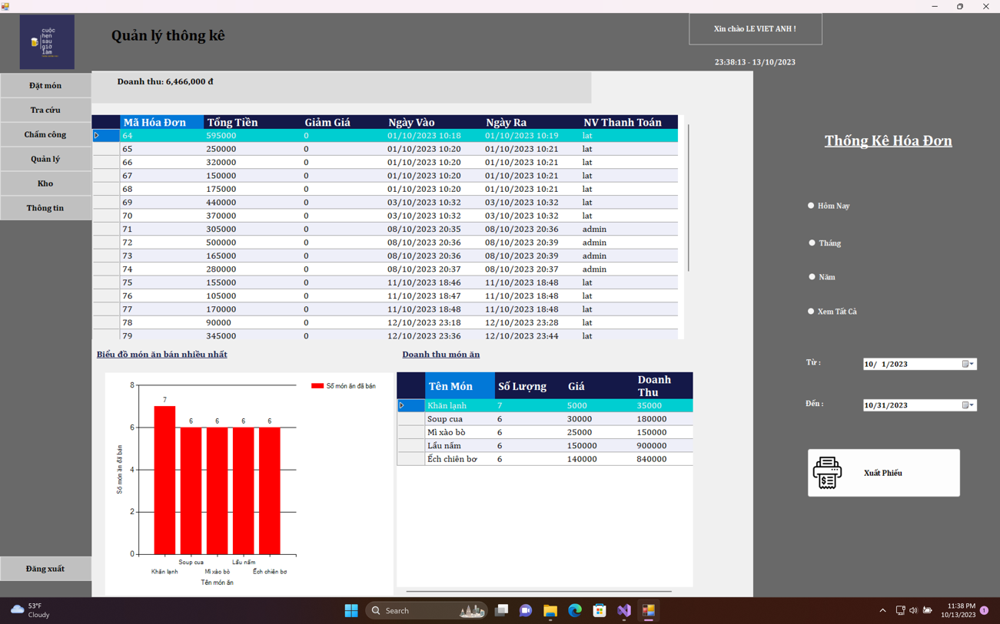 cuộc
hẹn
sau
giờ
làm
Quản lý thông kê
Xin chào LE VIET ANH !
23:38:13 - 13/10/2023
Đặt món
Tra cứu
Chấm công
Quản lý
Kho
Thông tin
Đăng xuất
Doanh thu: 6,466,000 đ
Mã Hóa Đơn Tổng Tiền Giảm Giá Ngày Vào Ngày Ra NV Thanh Toán
64 595000 0 01/10/2023 10:18 01/10/2023 10:19 lat
65 250000 0 01/10/2023 10:20 01/10/2023 10:21 lat
66 320000 0 01/10/2023 10:20 01/10/2023 10:21 lat
67 150000 0 01/10/2023 10:20 01/10/2023 10:21 lat
68 175000 0 01/10/2023 10:20 01/10/2023 10:21 lat
69 440000 0 03/10/2023 10:32 03/10/2023 10:32 lat
70 370000 0 03/10/2023 10:32 03/10/2023 10:32 lat
71 305000 0 08/10/2023 20:35 08/10/2023 20:36 admin
72 500000 0 08/10/2023 20:36 08/10/2023 20:39 admin
73 165000 0 08/10/2023 20:36 08/10/2023 20:39 admin
74 280000 0 08/10/2023 20:37 08/10/2023 20:37 admin
75 155000 0 11/10/2023 18:46 11/10/2023 18:48 lat
76 105000 0 11/10/2023 18:47 11/10/2023 18:48 lat
77 170000 0 11/10/2023 18:48 11/10/2023 18:48 lat
78 90000 0 12/10/2023 23:18 12/10/2023 23:28 lat
79 345000 0 12/10/2023 23:36 12/10/2023 23:44 lat
Biểu đồ món ăn bán nhiều nhất
8
6
4
2
0
7
6
6
6
6
Số món ăn đã bán
Số món ăn đã bán
Soup cua Lẩu nấm
Khăn lạnh Mì xào bò Ếch chiên bơ
Tên món ăn
Doanh thu món ăn
Tên Món Số Lượng Giá Doanh Thu
Khăn lạnh 7 5000 35000
Soup cua 6 30000 180000
Mì xào bò 6 25000 150000
Lẩu nấm 6 150000 900000
Ếch chiên bơ 6 140000 840000
Thống Kê Hóa Đơn
Hôm Nay
Tháng
Năm
Xem Tất Cả
Từ :
10/ 1/2023
Đến :
10/31/2023
Xuất Phiếu
53°F
Cloudy
Search
11:38 PM
10/13/2023
1